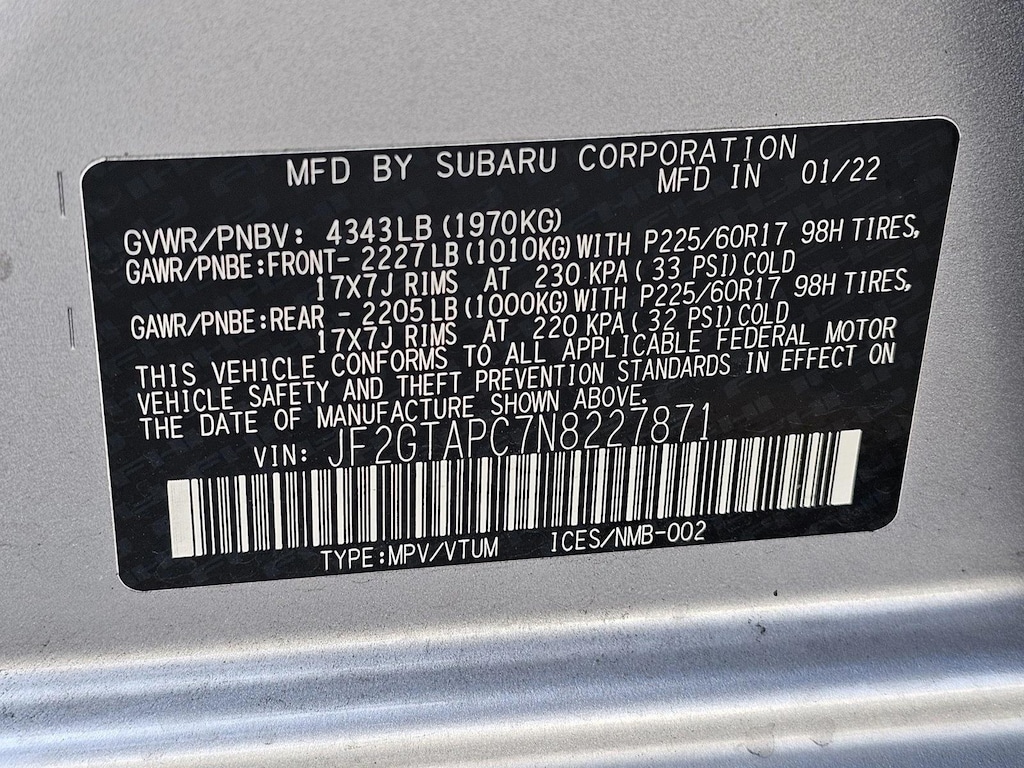 MFD BY SUBARU CORPORATION
MFD IN 01/22
GVWR/PNBV: 4343LB (1970KG)
GAWR/PNBE:FRONT- 2227LB (1010KG) WITH P225/60R17 98H TIRES,
17X7J RIMS AT 230 KPA ( 33 PSI) COLD
GAWR/PNBE:REAR - 2205LB (1000KG) WITH P225/60R17 98H TIRES,
17X7J RIMS AT 220 KPA ( 32 PSI) COLD
THIS VEHICLE CONFORMS TO ALL APPLICABLE FEDERAL MOTOR
VEHICLE SAFETY AND THEFT PREVENTION STANDARDS IN EFFECT ON
THE DATE OF MANUFACTURE SHOWN ABOVE.
VIN: JF2GTAPC7N8227871
TYPE:MPV/VTUM ICES/NMB-002